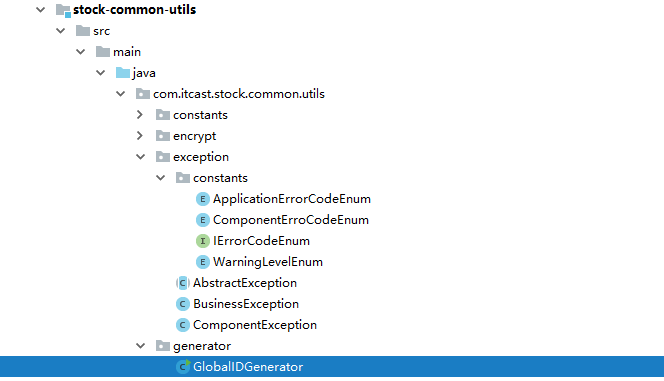 stock-common-utils
src
main
java
com.itcast.stock.common.utils
constants
encrypt
exception
constants
E ApplicationErrorCodeEnum
E ComponentErroCodeEnum
I IErrorCodeEnum
E WarningLevelEnum
C AbstractException
C BusinessException
C ComponentException
generator
C GlobalIDGenerator